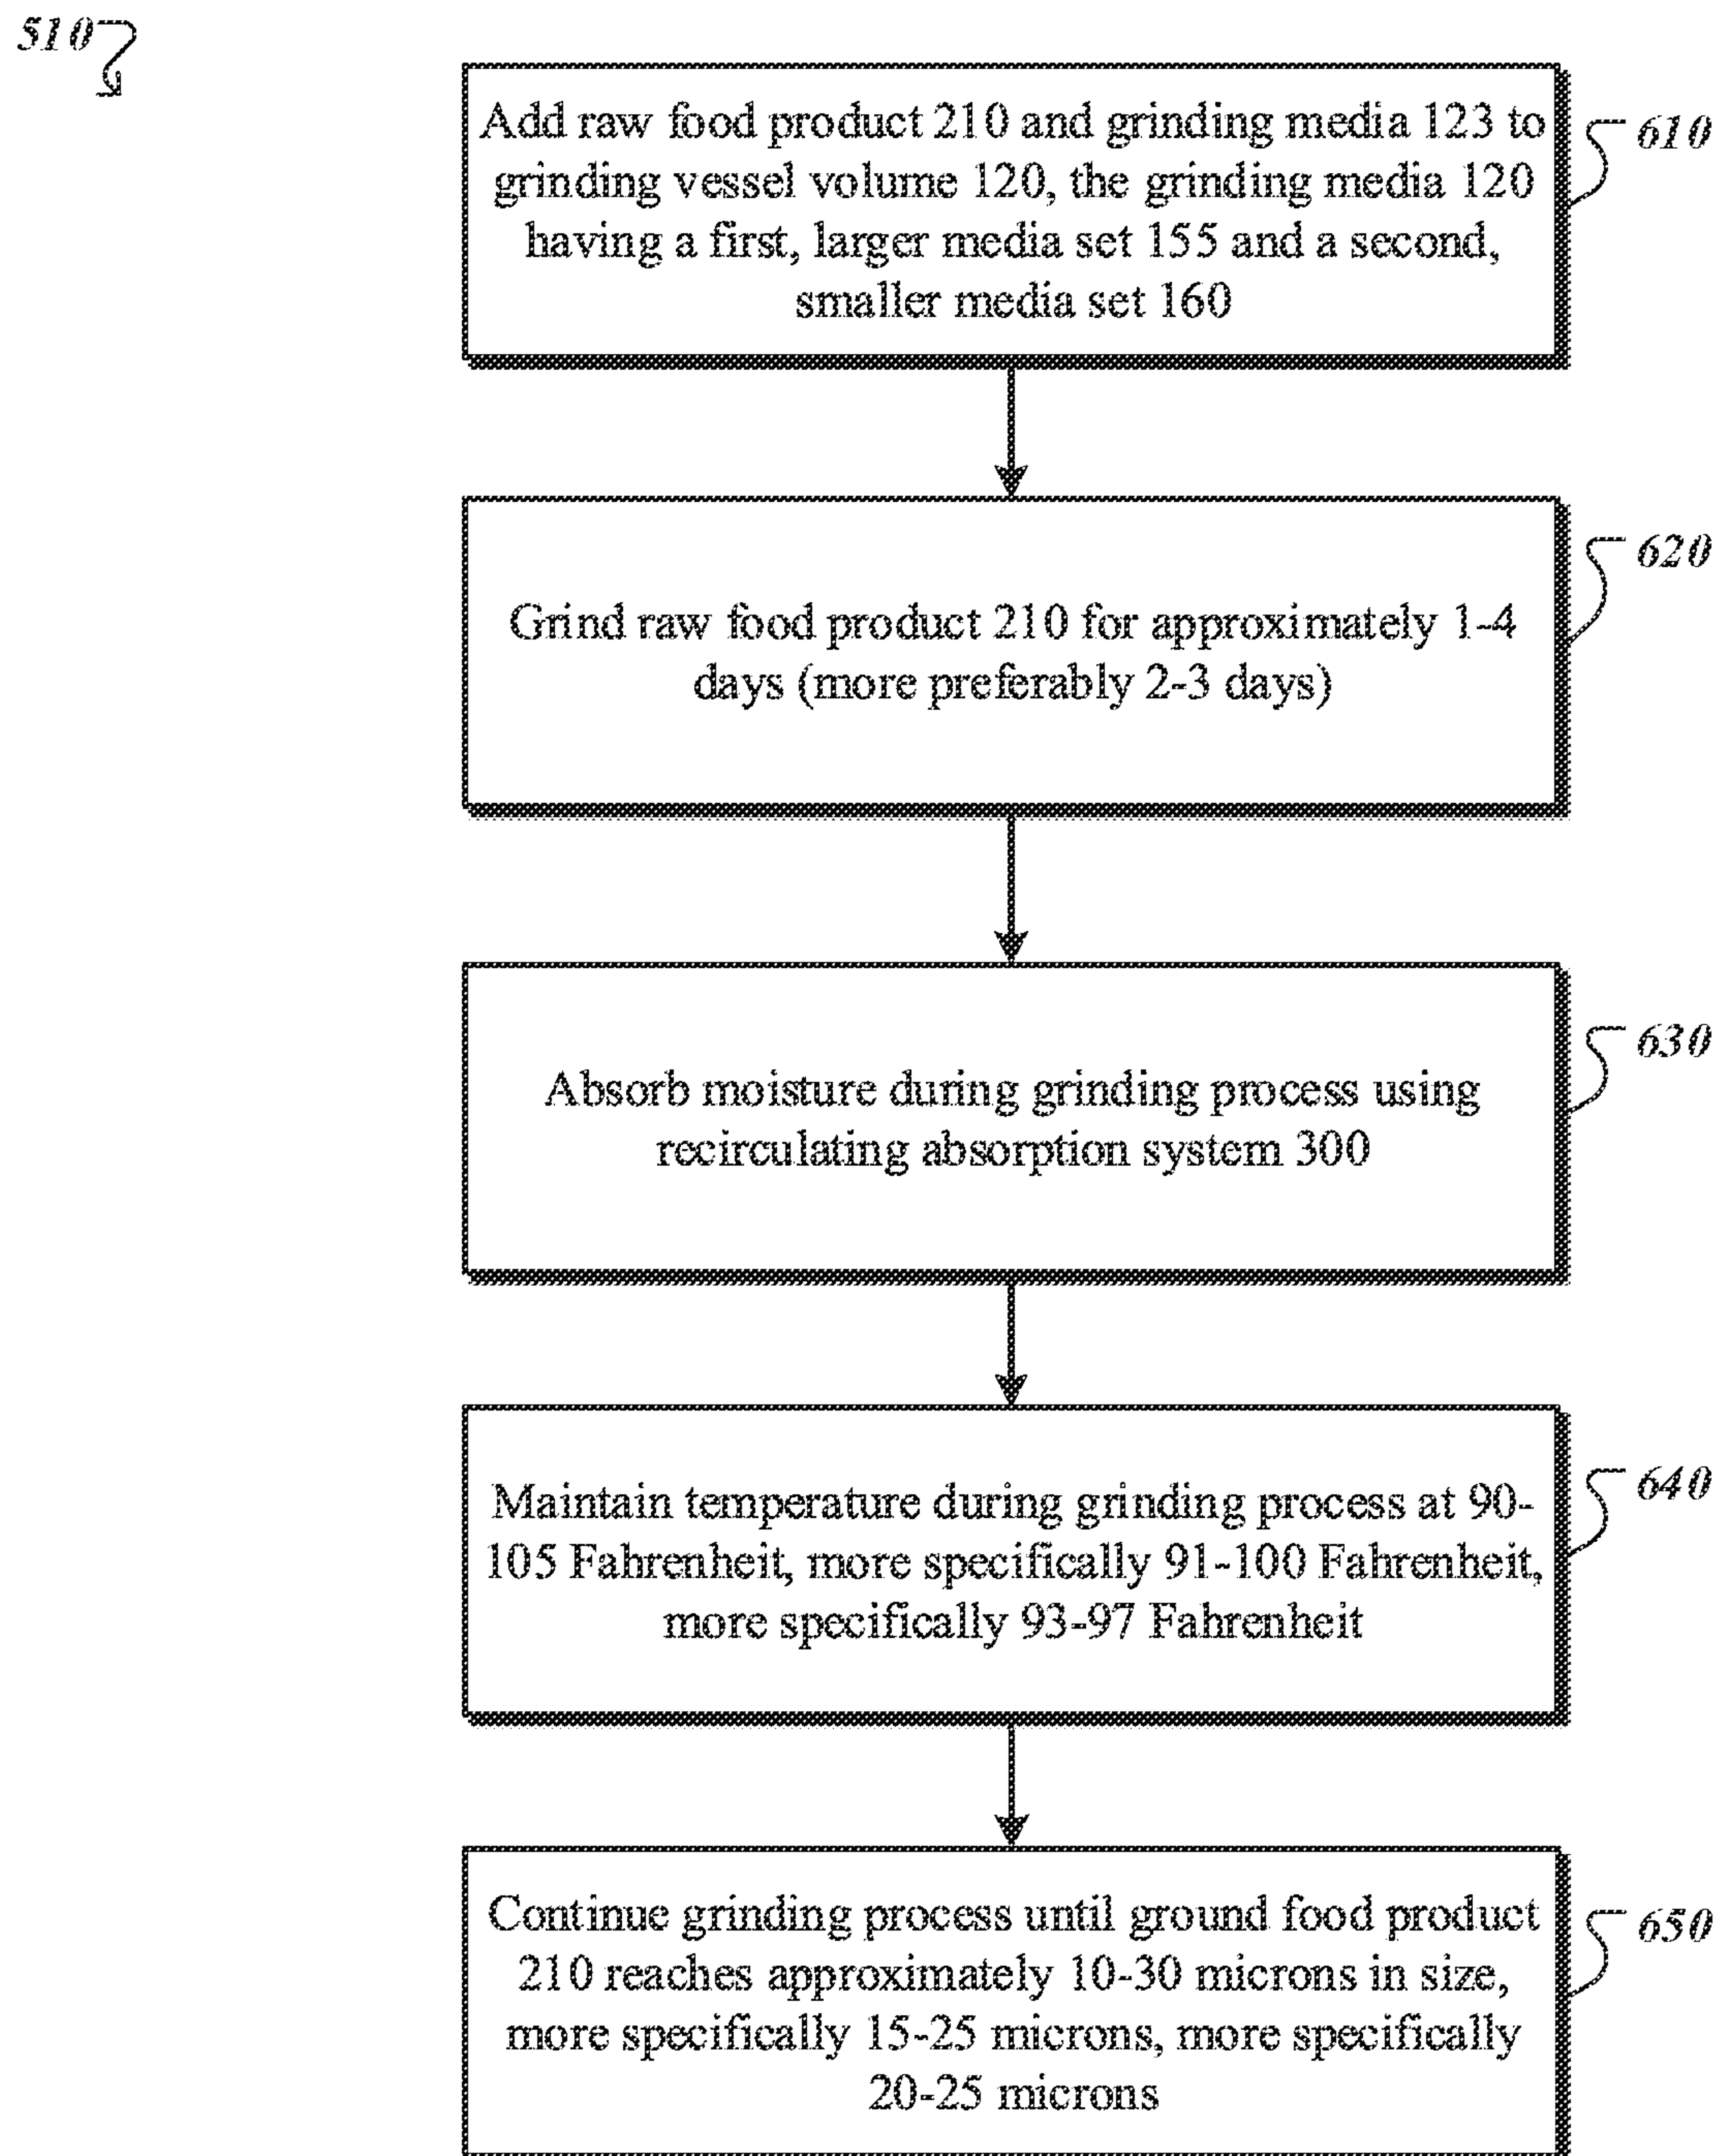 510
Add raw food product 210 and grinding media 123 to
grinding vessel volume 120, the grinding media 120
having a first, larger media set 155 and a second,
smaller media set 160
610
Grind raw food product 210 for approximately 1-4
days (more preferably 2-3 days)
620
Absorb moisture during grinding process using
recirculating absorption system 300
630
Maintain temperature during grinding process at 90-
105 Fahrenheit, more specifically 91-100 Fahrenheit,
more specifically 93-97 Fahrenheit
640
Continue grinding process until ground food product
210 reaches approximately 10-30 microns in size,
more specifically 15-25 microns, more specifically
20-25 microns
650